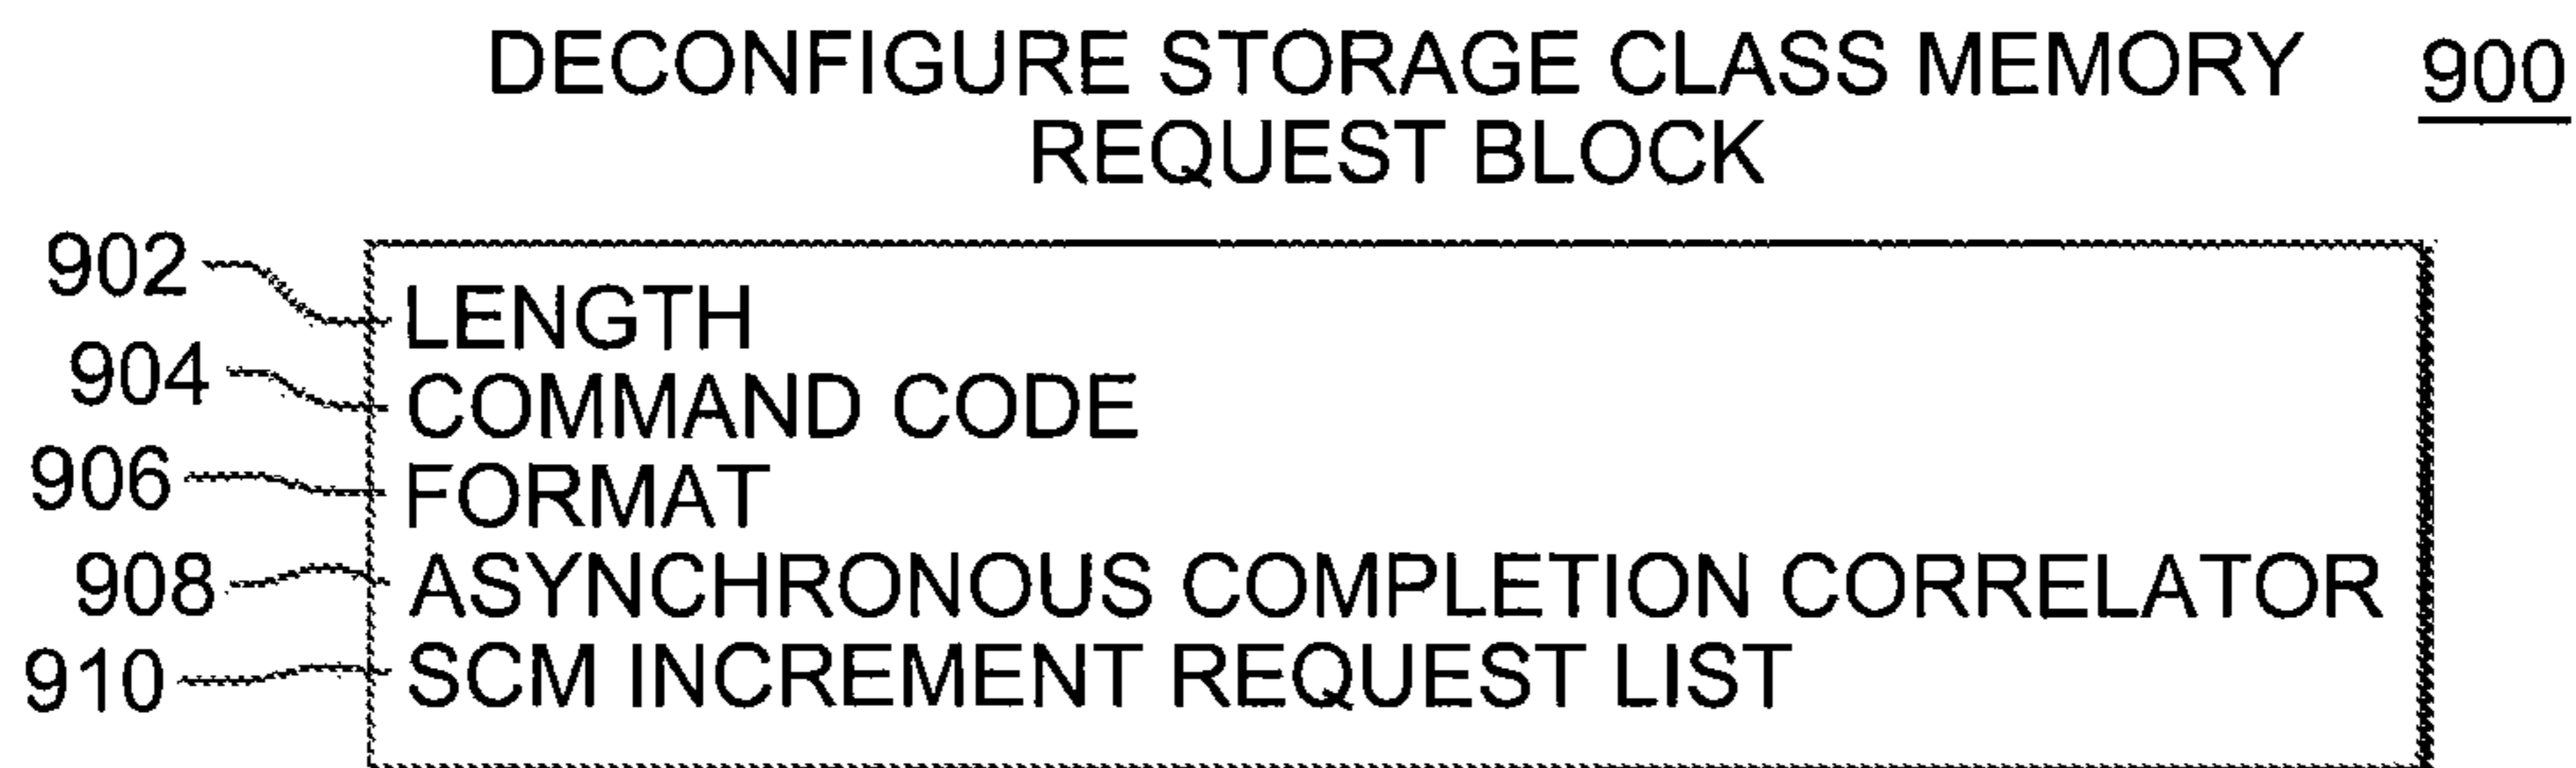 DECONFIGURE STORAGE CLASS MEMORY 900
REQUEST BLOCK
902 LENGTH
904 COMMAND CODE
906 FORMAT
908 ASYNCHRONOUS COMPLETION CORRELATOR
910 SCM INCREMENT REQUEST LIST